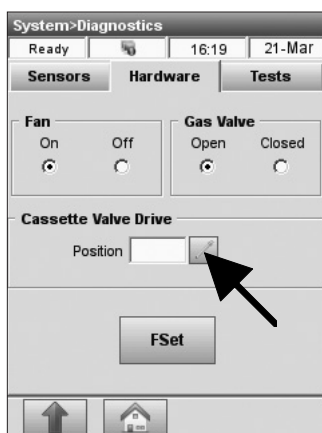 System>Diagnostics
Ready 16:19 21-Mar
Sensors Hardware Tests
Fan Gas Valve
On Off Open Closed
Cassette Valve Drive
Position
FSet